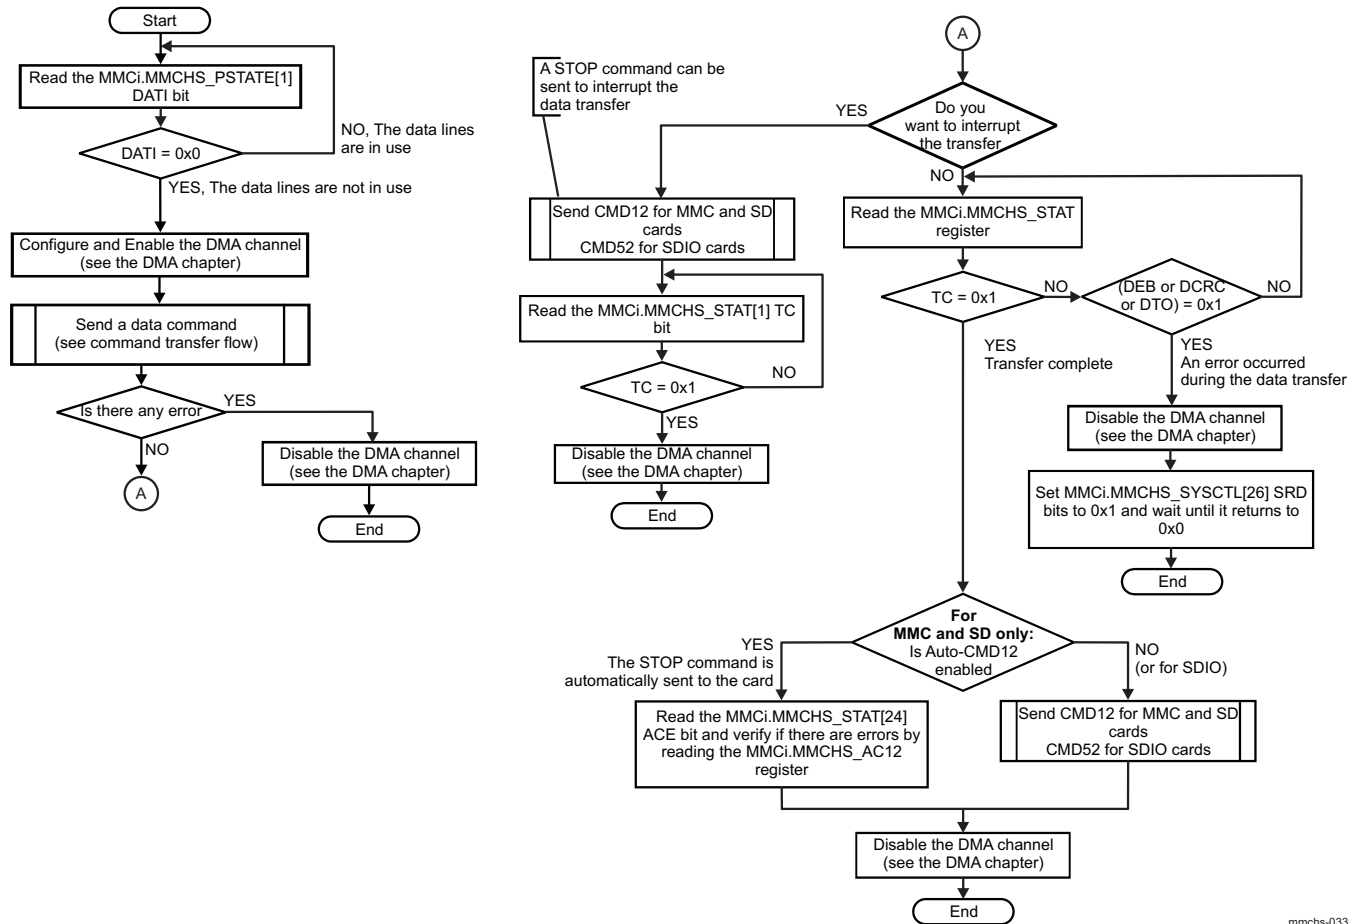 Start
Read the MMCi.MMCHS_PSTATE[1]
DATI bit
DATI = 0x0
NO, The data lines
are in use
YES, The data lines are not in use
Configure and Enable the DMA channel
(see the DMA chapter)
Send a data command
(see command transfer flow)
Is there any error
YES
NO
A
Disable the DMA channel
(see the DMA chapter)
End
A
Do you
want to interrupt
the transfer
YES
NO
A STOP command can be
sent to interrupt the
data transfer
Send CMD12 for MMC and SD
cards
CMD52 for SDIO cards
Read the MMCi.MMCHS_STAT[1] TC
bit
TC = 0x1
NO
YES
Disable the DMA channel
(see the DMA chapter)
End
Read the MMCi.MMCHS_STAT
register
TC = 0x1
NO
(DEB or DCRC
or DTO) = 0x1
NO
YES
Transfer complete
YES
An error occurred
during the data transfer
Disable the DMA channel
(see the DMA chapter)
Set MMCi.MMCHS_SYSCTL[26] SRD
bits to 0x1 and wait until it returns to
0x0
End
For
MMC and SD only:
Is Auto-CMD12
enabled
YES
The STOP command is
automatically sent to the card
NO
(or for SDIO)
Read the MMCi.MMCHS_STAT[24]
ACE bit and verify if there are errors by
reading the MMCi.MMCHS_AC12
register
Send CMD12 for MMC and SD
cards
CMD52 for SDIO cards
Disable the DMA channel
(see the DMA chapter)
End
mmchs-033